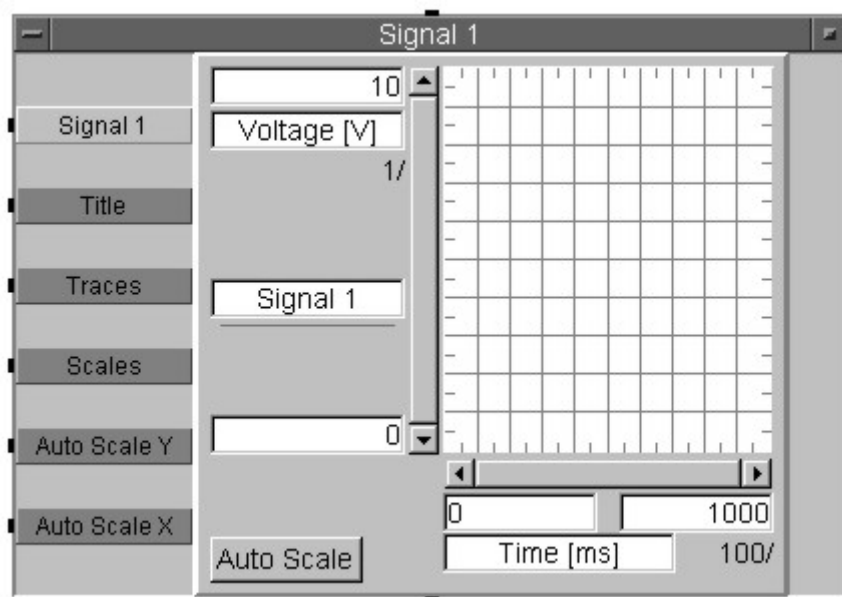 Signal 1
Signal 1
Title
Traces
Scales
Auto Scale Y
Auto Scale X
10
Voltage [V]
1/
Signal 1
0
Auto Scale
0
1000
Time [ms]
100/